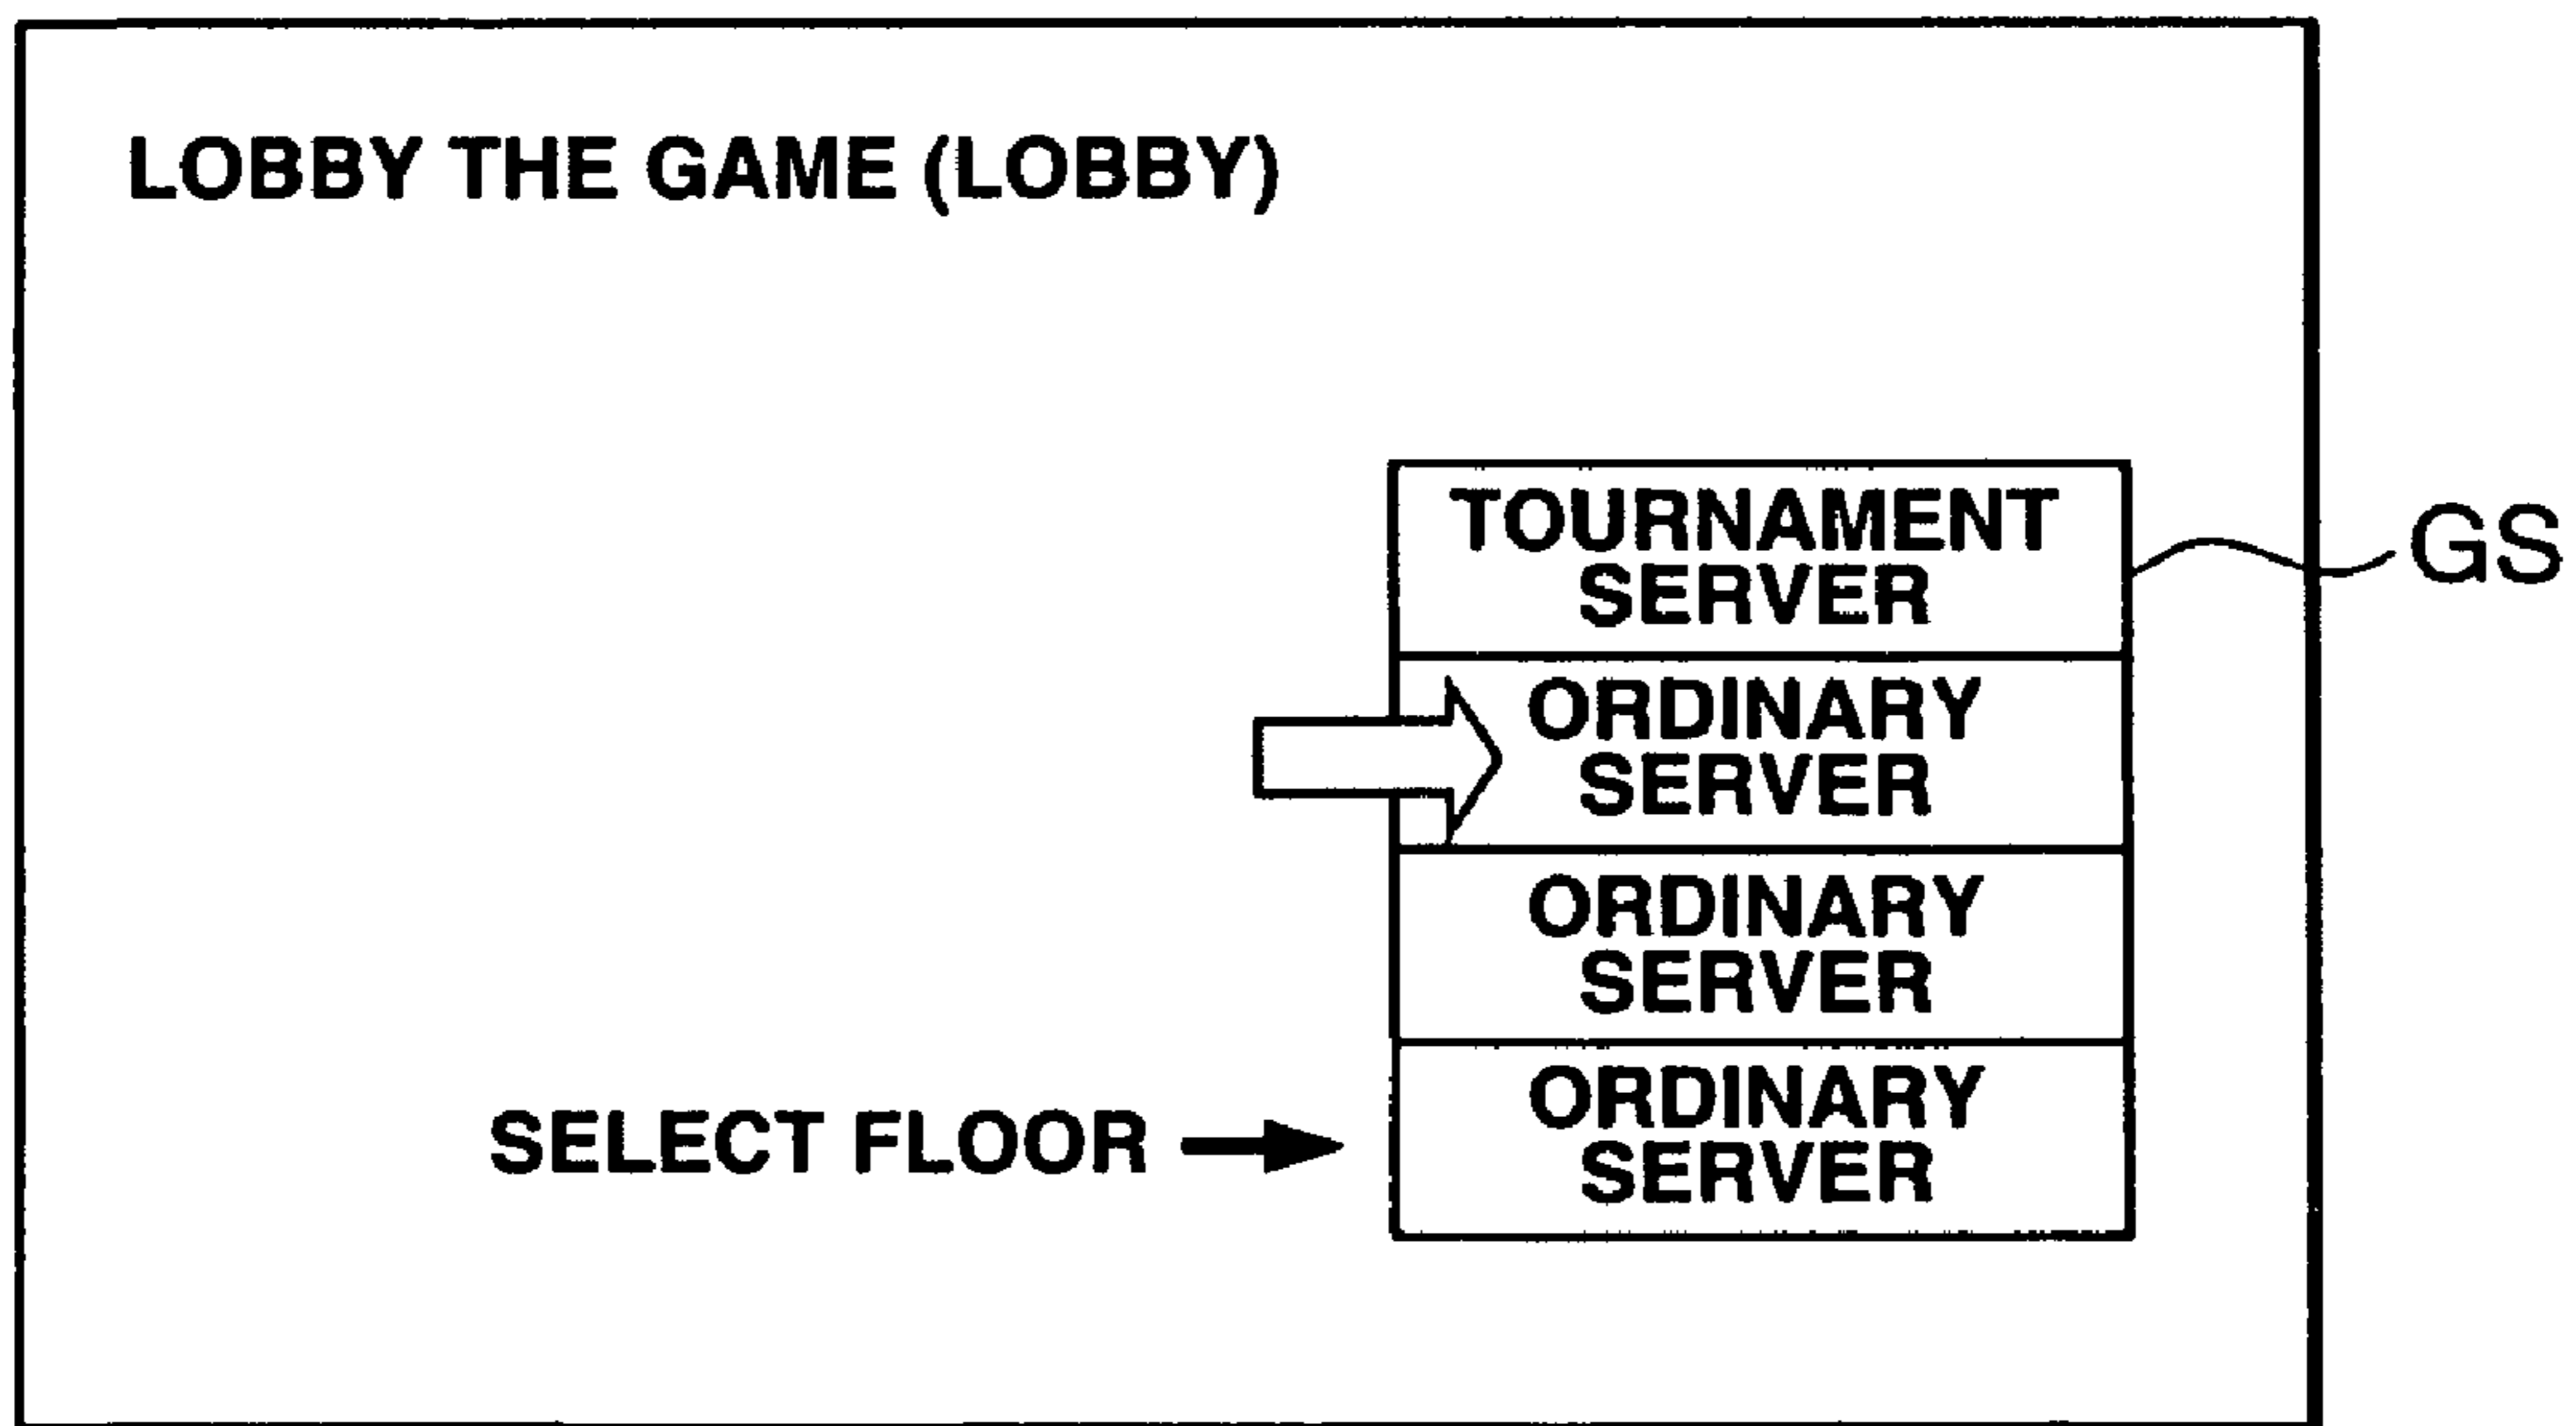 LOBBY THE GAME (LOBBY)
TOURNAMENT
SERVER
GS
ORDINARY
SERVER
ORDINARY
SERVER
SELECT FLOOR
ORDINARY
SERVER